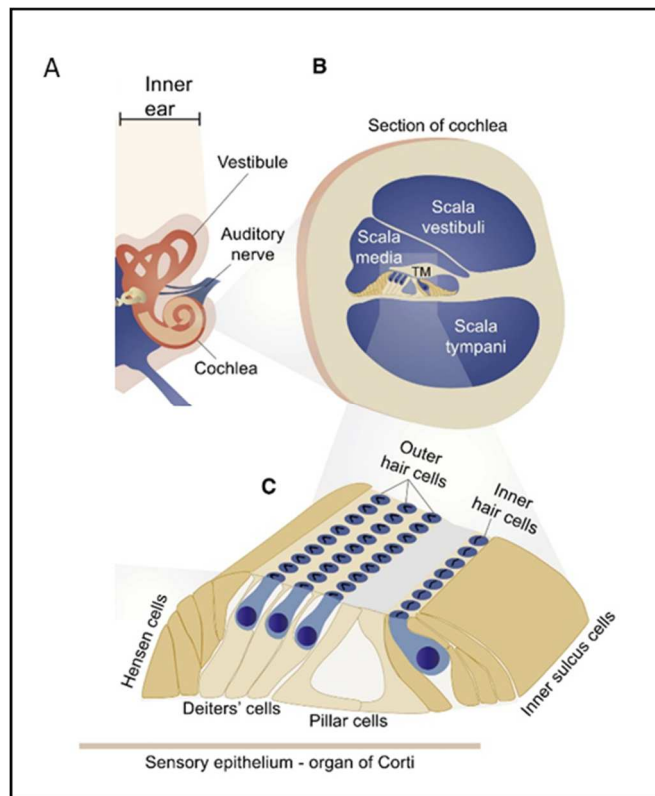 A
Inner
ear
Vestibule
Auditory
nerve
Cochlea
B
Section of cochlea
Scala
vestibuli
Scala
media
TM
Scala
tympani
C
Outer
hair cells
Inner
hair cells
Hensen cells
Deiters' cells
Pillar cells
Inner sulcus cells
Sensory epithelium - organ of Corti